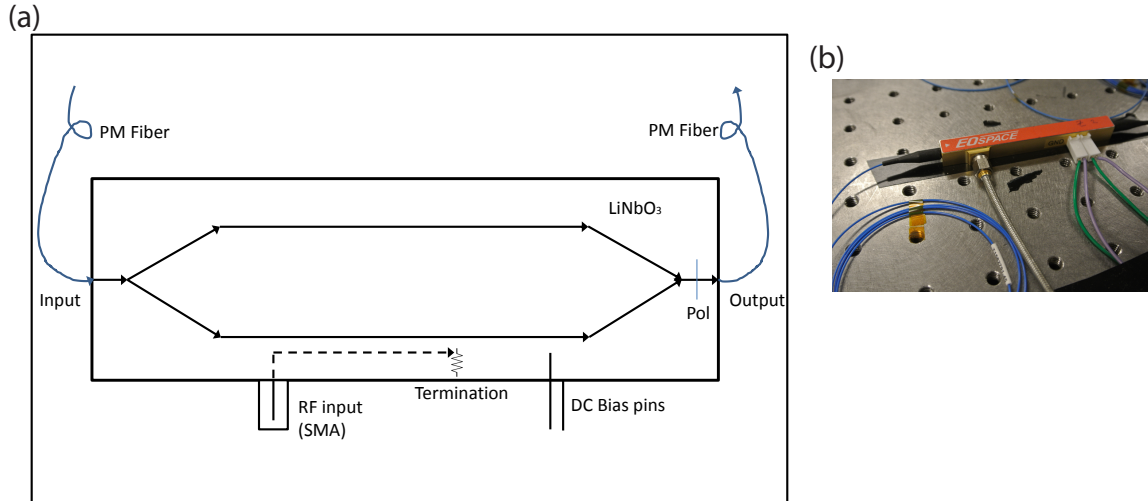 (a)
PM Fiber
PM Fiber
LiNbO₃
Input
Pol
Output
Termination
RF input
(SMA)
DC Bias pins
(b)
EOSPACE